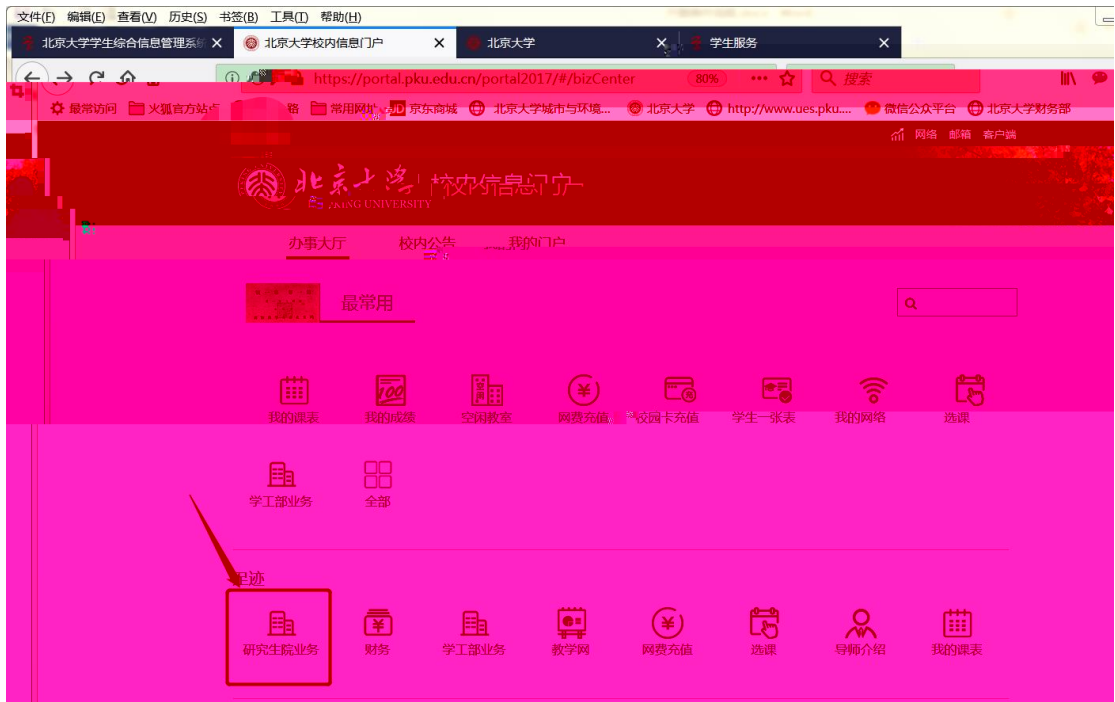 文件(F) 编辑(E) 查看(V) 历史(S) 书签(B) 工具(T) 帮助(H)
北京大学学生综合信息管理系统 北京大学校内信息门户 北京大学 学生服务
https://portal.pku.edu.cn/portal2017/#/bizCenter 80% 搜索
最常访问 火狐官方站点 常用网址 JD 京东商城 北京大学城市与环境... 北京大学 http://www.ues.pku.... 微信公众平台 北京大学财务部
网络 邮箱 客户端
北京大学 校内信息门户
PEKING UNIVERSITY
办事大厅 校内公告 我的门户
最常用
我的课表 我的成绩 空闲教室 网费充值 校园卡充值 学生一张表 我的网络 选课
学工部业务 全部
足迹
研究生院业务 财务 学工部业务 教学网 网费充值 选课 导师介绍 我的课表